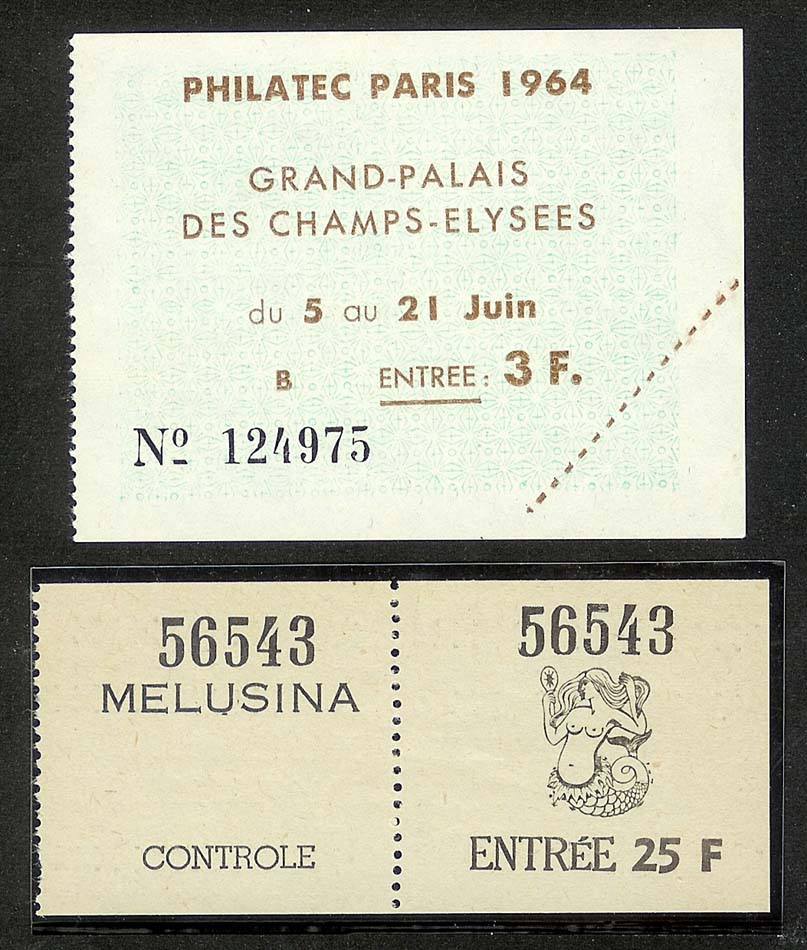 PHILATEC PARIS 1964
GRAND-PALAIS
DES CHAMPS-ELYSEES
du 5 au 21 Juin
B ENTREE : 3 F.
Nº 124975
56543
MELUSINA
CONTROLE
56543
ENTRÉE 25 F